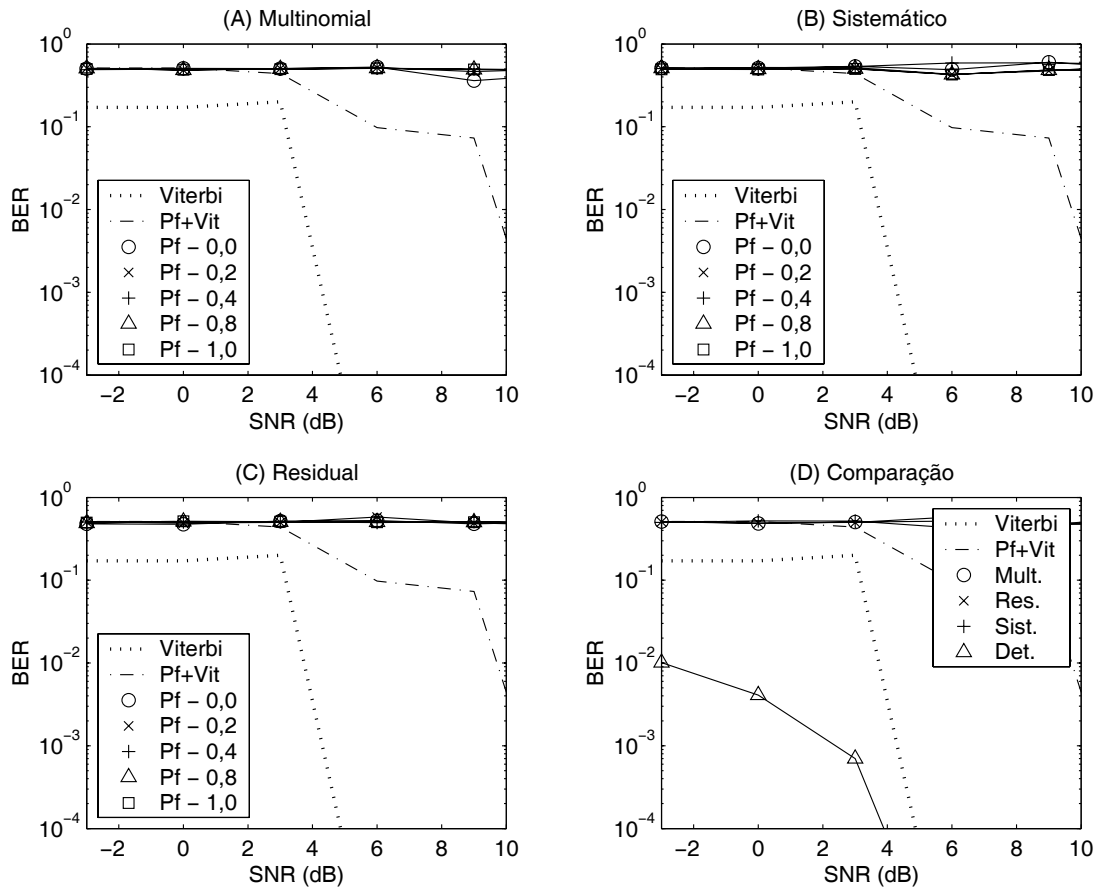 (A) Multinomial
10^0
10^-1
10^-2
10^-3
10^-4
BER
Viterbi
Pf+Vit
Pf − 0,0
Pf − 0,2
Pf − 0,4
Pf − 0,8
Pf − 1,0
−2 0 2 4 6 8 10
SNR (dB)
(B) Sistemático
10^0
10^-1
10^-2
10^-3
10^-4
BER
Viterbi
Pf+Vit
Pf − 0,0
Pf − 0,2
Pf − 0,4
Pf − 0,8
Pf − 1,0
−2 0 2 4 6 8 10
SNR (dB)
(C) Residual
10^0
10^-1
10^-2
10^-3
10^-4
BER
Viterbi
Pf+Vit
Pf − 0,0
Pf − 0,2
Pf − 0,4
Pf − 0,8
Pf − 1,0
−2 0 2 4 6 8 10
SNR (dB)
(D) Comparação
10^0
10^-1
10^-2
10^-3
10^-4
BER
Viterbi
Pf+Vit
Mult.
Res.
Sist.
Det.
−2 0 2 4 6 8 10
SNR (dB)